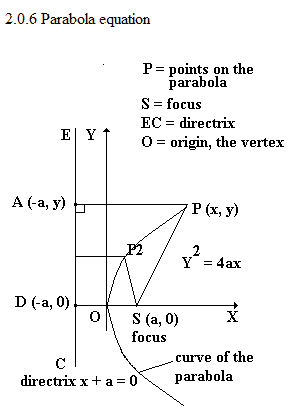 2.0.6 Parabola equation
P = points on the
parabola
S = focus
EC = directrix
O = origin, the vertex
E Y
A (-a, y)
P (x, y)
P2
Y² = 4ax
D (-a, 0)
O S (a, 0) X
focus
C
curve of the
directrix x + a = 0 parabola